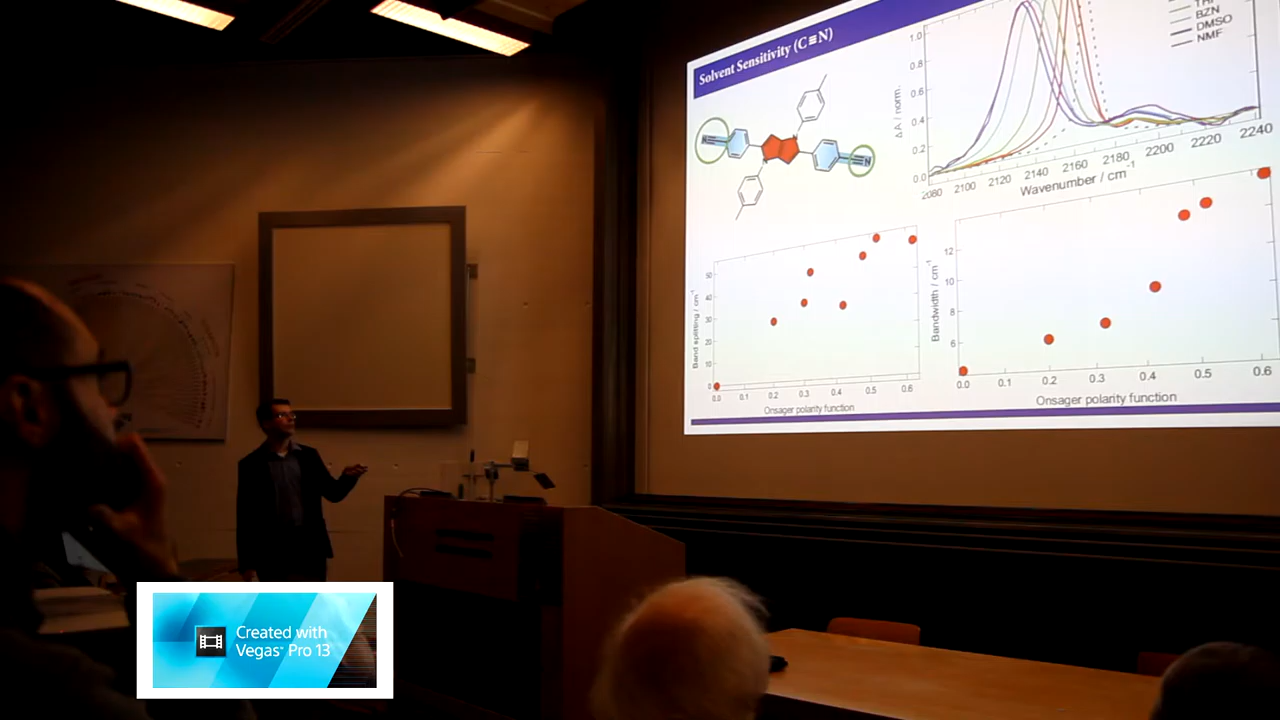 Solvent Sensitivity (C≡N)
N
N
N
N
ΔA / norm.
1.0
0.8
0.6
0.4
0.2
0.0
2080 2100 2120 2140 2160 2180 2200 2220 2240
Wavenumber / cm⁻¹
BZN
DMSO
NMF
Band splitting / cm⁻¹
50
40
30
20
10
0
0.0 0.1 0.2 0.3 0.4 0.5 0.6
Onsager polarity function
Bandwidth / cm⁻¹
12
10
8
6
0.0 0.1 0.2 0.3 0.4 0.5 0.6
Onsager polarity function
Created with
Vegas™ Pro 13